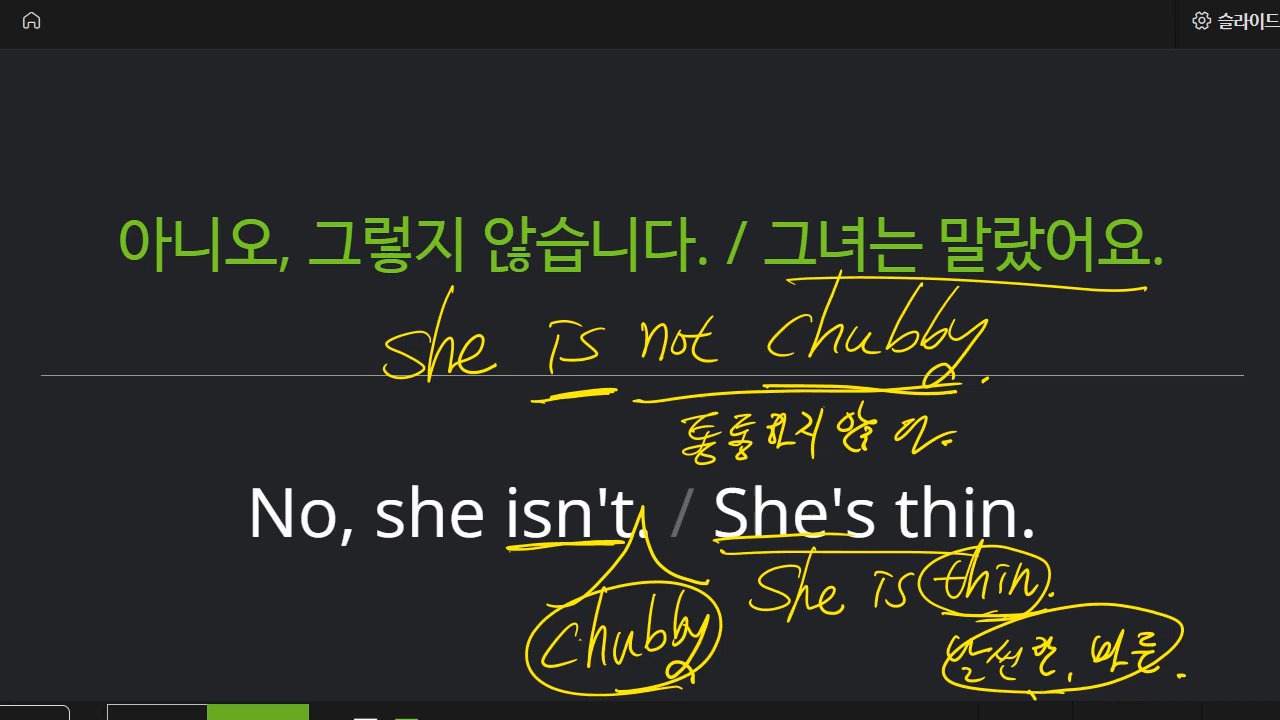 슬라이드
아니오, 그렇지 않습니다. / 그녀는 말랐어요.
she is not chubby.
통통하지 않다.
No, she isn't. / She's thin.
She is thin.
chubby
날씬한, 마른.